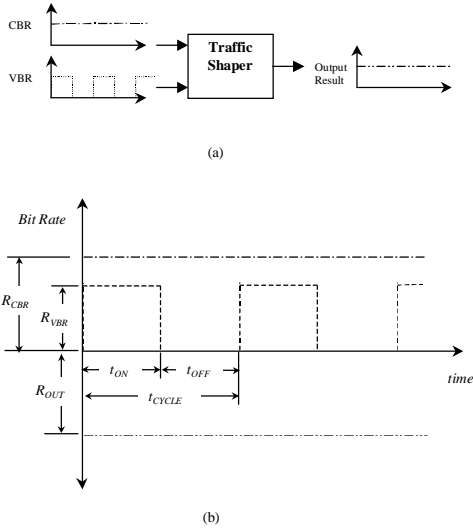 CBR
VBR
Traffic
Shaper
Output
Result
(a)
Bit Rate
R_CBR
R_VBR
t_ON
t_OFF
time
R_OUT
t_CYCLE
(b)